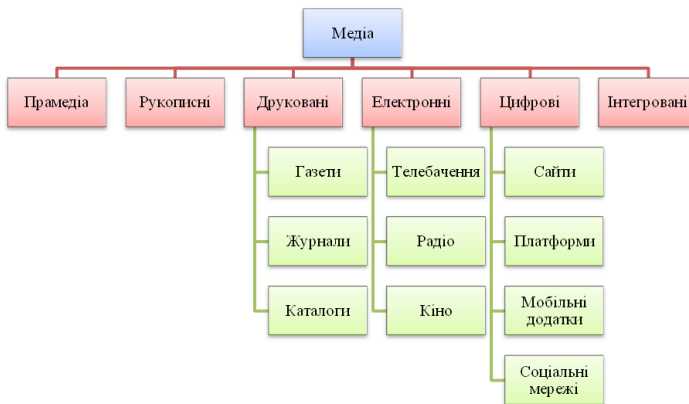 Медіа
Прамедіа
Рукописні
Друковані
Електронні
Цифрові
Інтегровані
Газети
Телебачення
Сайти
Журнали
Радіо
Платформи
Каталоги
Кіно
Мобільні
додатки
Соціальні
мережі